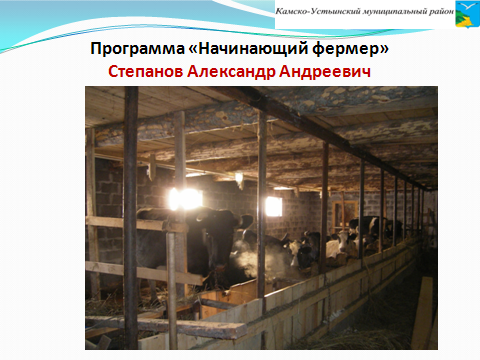 Камско-Устьинский муниципальный район
Программа «Начинающий фермер»
Степанов Александр Андреевич